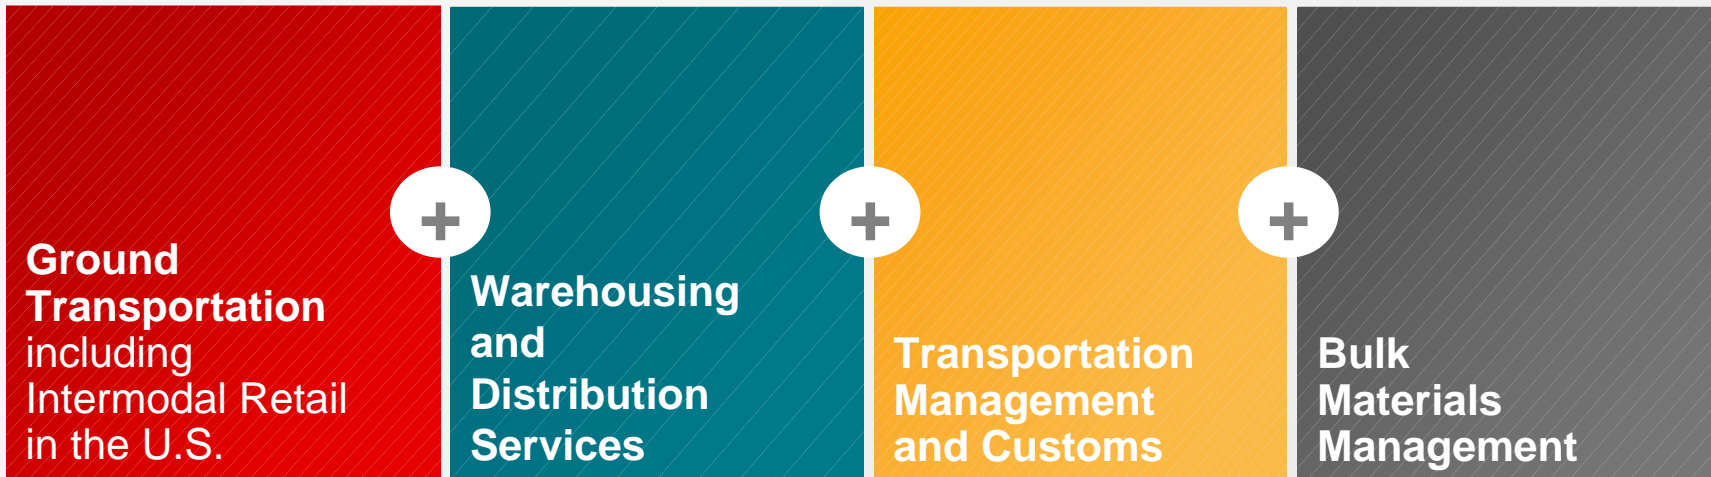 Ground
Transportation
including
Intermodal Retail
in the U.S.
+
Warehousing
and
Distribution
Services
+
Transportation
Management
and Customs
+
Bulk
Materials
Management